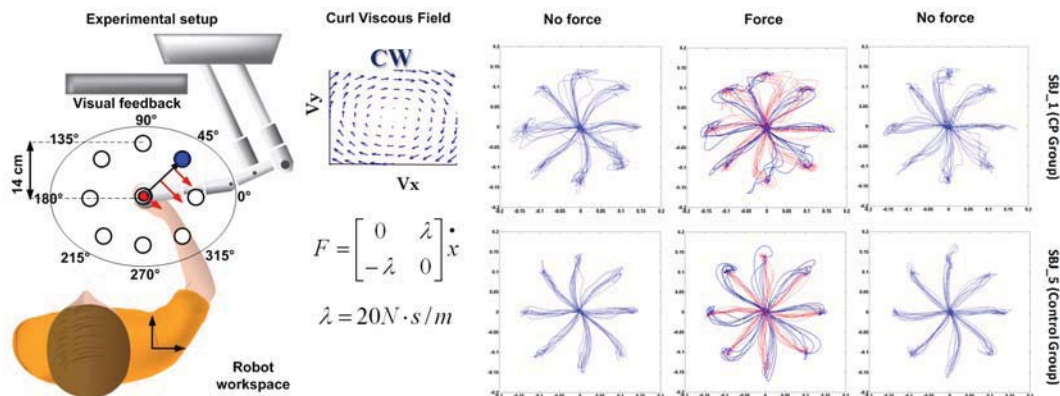 Experimental setup
Visual feedback
90°
135°
45°
14 cm
180°
0°
215°
315°
270°
Robot
workspace
Curl Viscous Field
CW
Vy
Vx
F = [ 0 λ
-λ 0 ] ẋ
λ = 20N · s/m
No force
Force
No force
SBJ_1 (CP Group)
SBJ_5 (Control Group)